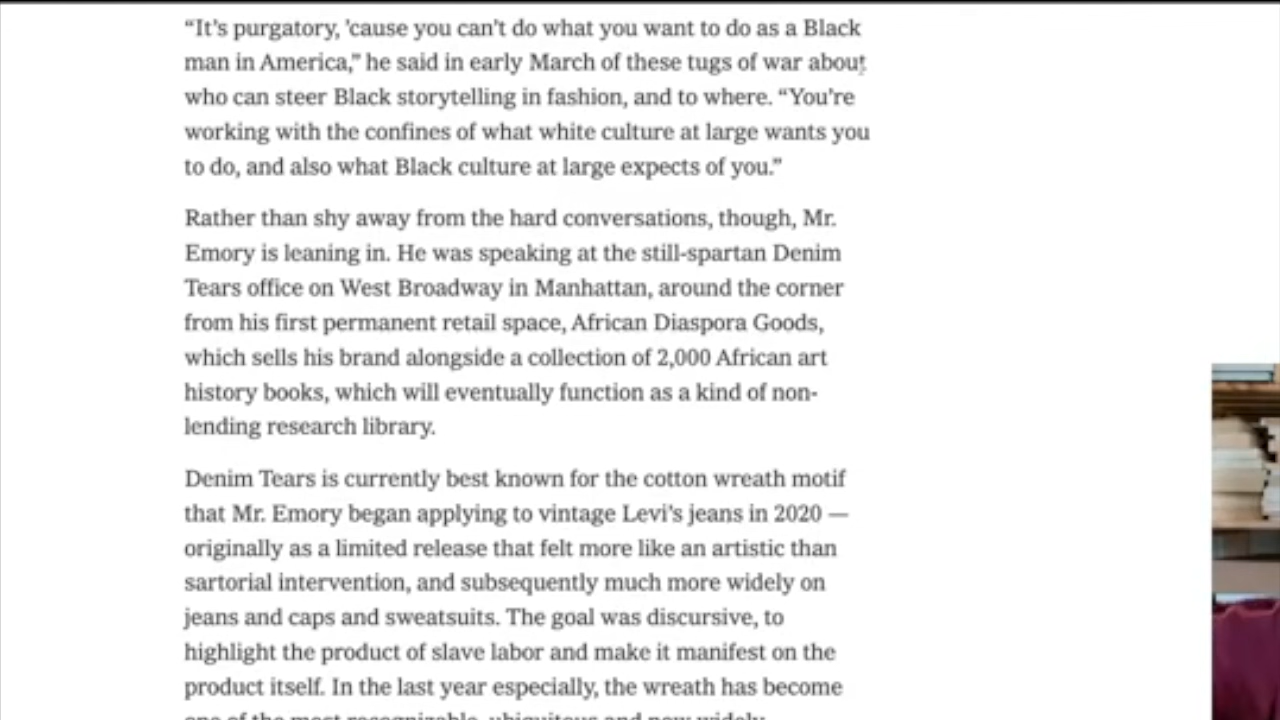 “It’s purgatory, ’cause you can’t do what you want to do as a Black
man in America,” he said in early March of these tugs of war about
who can steer Black storytelling in fashion, and to where. “You’re
working with the confines of what white culture at large wants you
to do, and also what Black culture at large expects of you.”
Rather than shy away from the hard conversations, though, Mr.
Emory is leaning in. He was speaking at the still-spartan Denim
Tears office on West Broadway in Manhattan, around the corner
from his first permanent retail space, African Diaspora Goods,
which sells his brand alongside a collection of 2,000 African art
history books, which will eventually function as a kind of non-
lending research library.
Denim Tears is currently best known for the cotton wreath motif
that Mr. Emory began applying to vintage Levi’s jeans in 2020 —
originally as a limited release that felt more like an artistic than
sartorial intervention, and subsequently much more widely on
jeans and caps and sweatsuits. The goal was discursive, to
highlight the product of slave labor and make it manifest on the
product itself. In the last year especially, the wreath has become
one of the most recognizable, ubiquitous and now widely